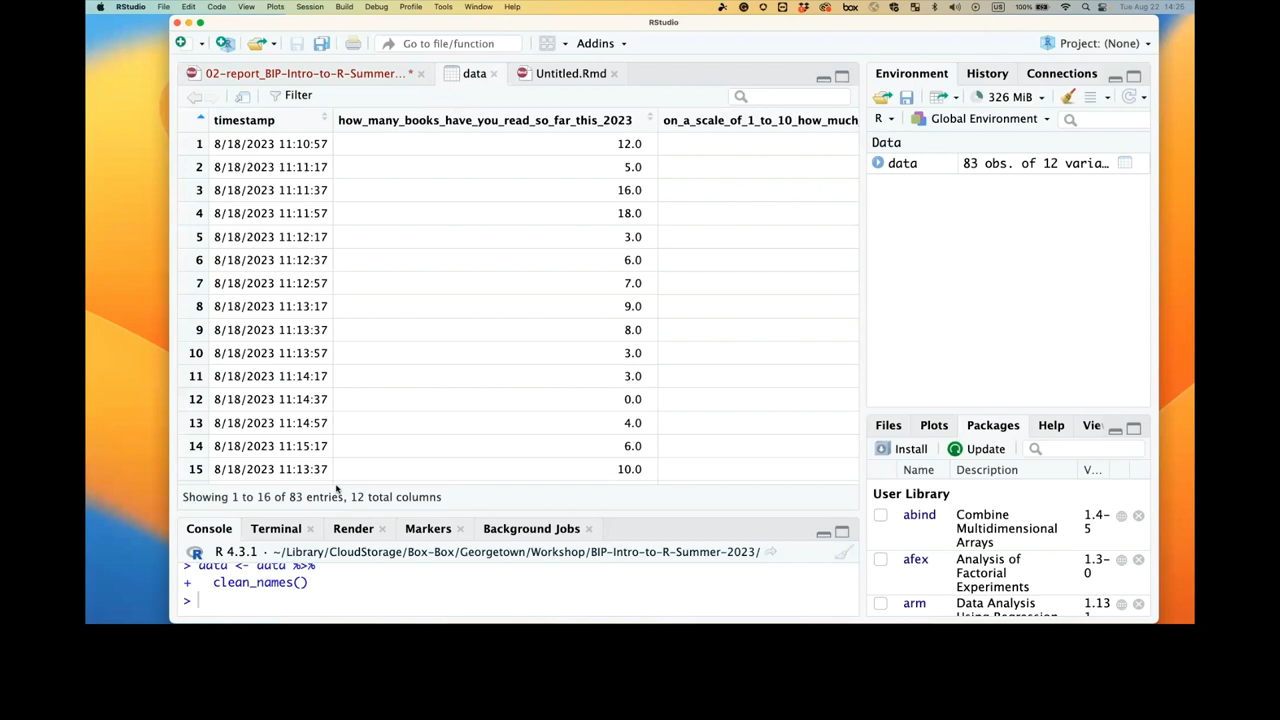 RStudio File Edit Code View Plots Session Build Debug Profile Tools Window Help box US 100% Tue Aug 22 14:25
RStudio
Go to file/function Addins Project: (None)
02-report_BIP-Intro-to-R-Summer...* data Untitled.Rmd
Filter
timestamp how_many_books_have_you_read_so_far_this_2023 on_a_scale_of_1_to_10_how_much
1 8/18/2023 11:10:57 12.0
2 8/18/2023 11:11:17 5.0
3 8/18/2023 11:11:37 16.0
4 8/18/2023 11:11:57 18.0
5 8/18/2023 11:12:17 3.0
6 8/18/2023 11:12:37 6.0
7 8/18/2023 11:12:57 7.0
8 8/18/2023 11:13:17 9.0
9 8/18/2023 11:13:37 8.0
10 8/18/2023 11:13:57 3.0
11 8/18/2023 11:14:17 3.0
12 8/18/2023 11:14:37 0.0
13 8/18/2023 11:14:57 4.0
14 8/18/2023 11:15:17 6.0
15 8/18/2023 11:13:37 10.0
Showing 1 to 16 of 83 entries, 12 total columns
Console Terminal Render Markers Background Jobs
R 4.3.1 · ~/Library/CloudStorage/Box-Box/Georgetown/Workshop/BIP-Intro-to-R-Summer-2023/
> data <- data %>%
+ clean_names()
>
Environment History Connections
326 MiB
R Global Environment
Data
data 83 obs. of 12 varia...
Files Plots Packages Help Vie
Install Update
Name Description V...
User Library
abind Combine Multidimensional Arrays 1.4-5
afex Analysis of Factorial Experiments 1.3-0
arm Data Analysis Using Regression 1.13